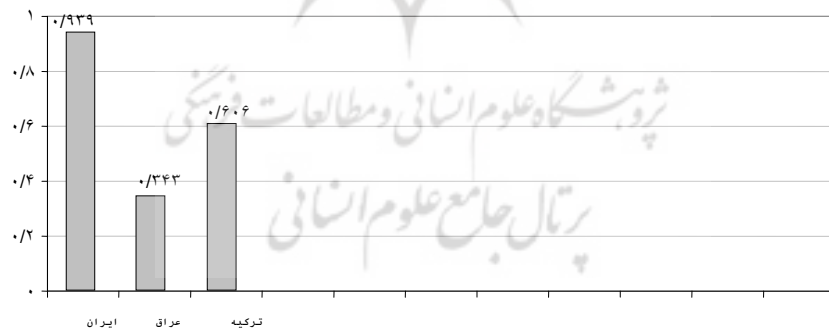 ۱
۰/۹۳۹
۰/۸
۰/۶۰۶
۰/۶
۰/۳۴۳
۰/۴
۰/۲
۰
ایران
عراق
ترکیه
پژوهشگاه علوم انسانی و مطالعات فرهنگی
پرتال جامع علوم انسانی